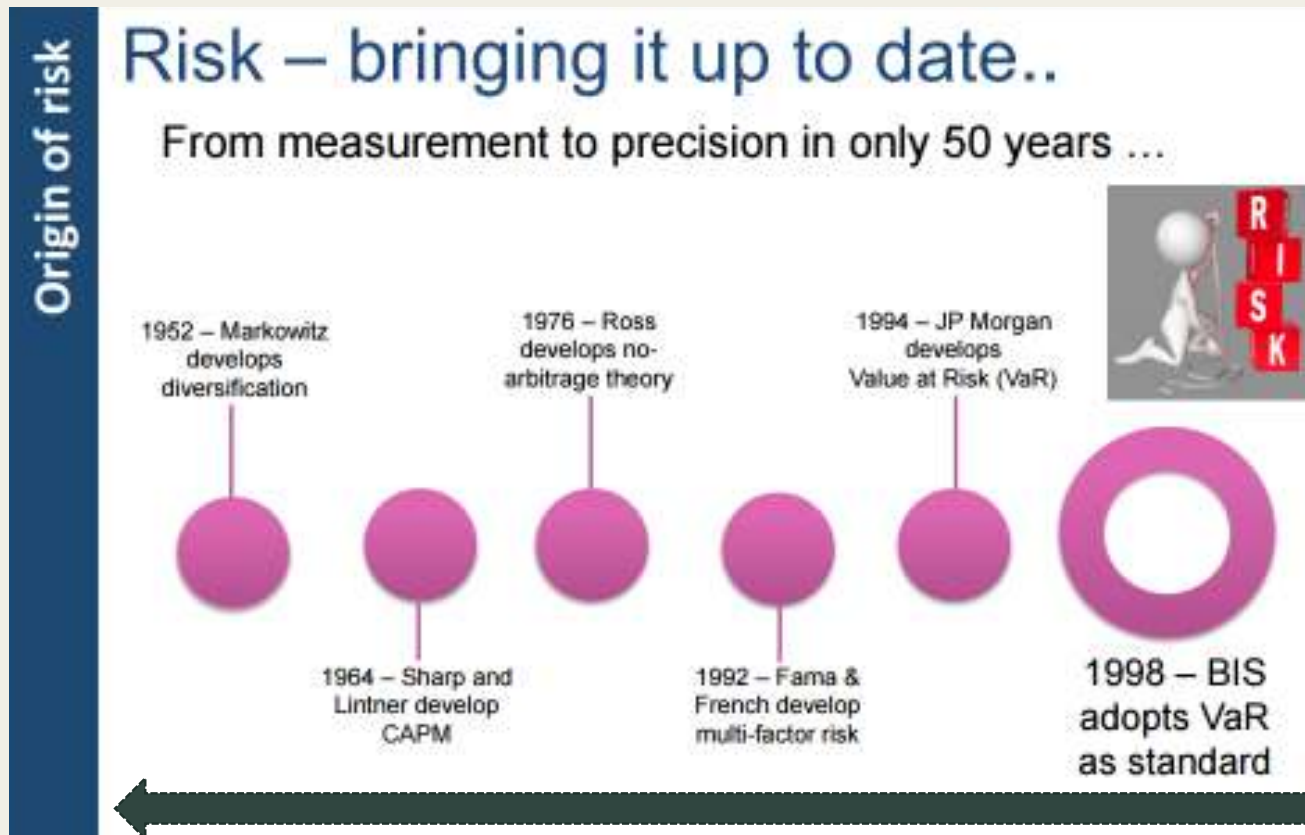 Origin of risk
Risk – bringing it up to date..
From measurement to precision in only 50 years ...
R
I
S
K
1952 – Markowitz
develops
diversification
1976 – Ross
develops no-
arbitrage theory
1994 – JP Morgan
develops
Value at Risk (VaR)
1964 – Sharp and
Lintner develop
CAPM
1992 – Fama &
French develop
multi-factor risk
1998 – BIS
adopts VaR
as standard